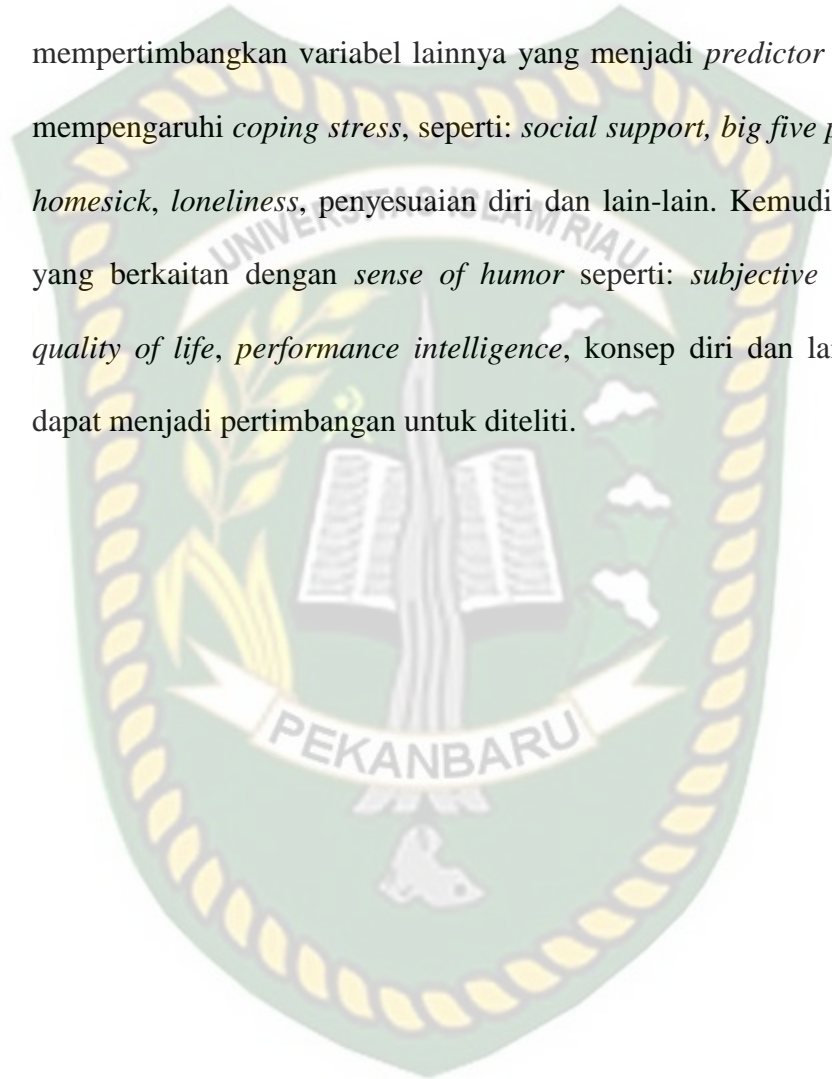 mempertimbangkan variabel lainnya yang menjadi predictor
mempengaruhi coping stress, seperti: social support, big five
homesick, loneliness, penyesuaian diri dan lain-lain.
yang berkaitan dengan sense of humor seperti: subjective
quality of life, performance intelligence, konsep diri dan
dapat menjadi pertimbangan untuk diteliti.
UNIVERSITAS ISLAM RIAU
PEKANBARU